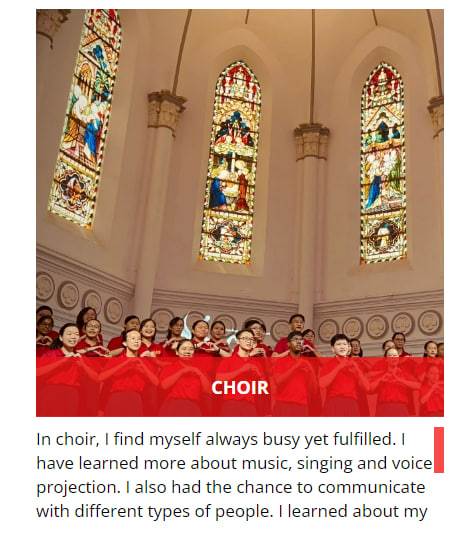 CHOIR
In choir, I find myself always busy yet fulfilled. I
have learned more about music, singing and voice
projection. I also had the chance to communicate
with different types of people. I learned about my